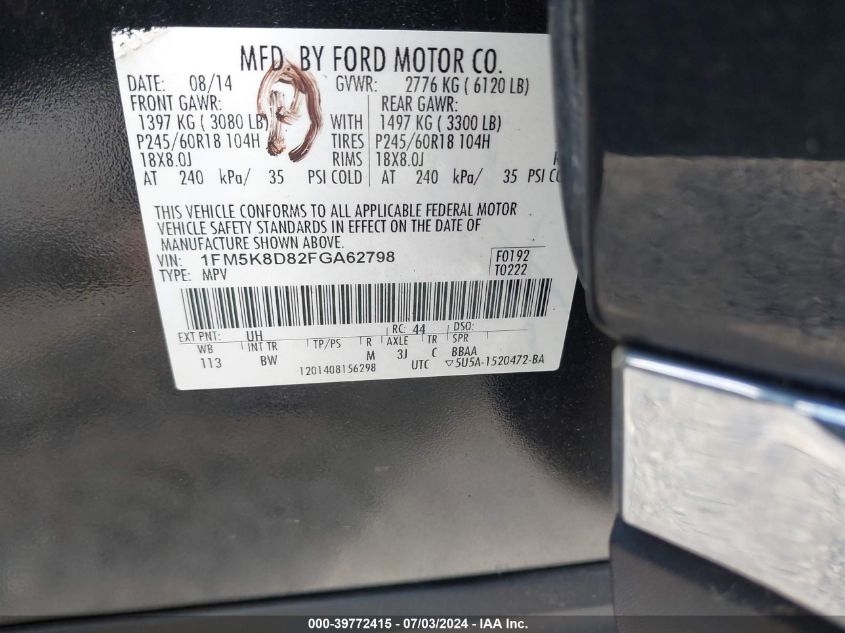 MFD. BY FORD MOTOR CO.
DATE: 08/14 GVWR: 2776 KG ( 6120 LB)
FRONT GAWR: REAR GAWR:
1397 KG ( 3080 LB) WITH 1497 KG ( 3300 LB)
P245/60R18 104H TIRES P245/60R18 104H
18X8.0J RIMS 18X8.0J
AT 240 kPa/ 35 PSI COLD AT 240 kPa/ 35 PSI CO
THIS VEHICLE CONFORMS TO ALL APPLICABLE FEDERAL MOTOR
VEHICLE SAFETY STANDARDS IN EFFECT ON THE DATE OF
MANUFACTURE SHOWN ABOVE.
VIN: 1FM5K8D82FGA62798 F0192
TYPE: MPV T0222
EXT PNT: UH RC: 44 DSO:
WB INT TR TP/PS R AXLE TR SPR
113 BW M 3J C BBAA
1201408156298 UTC ▽5U5A-1520472-BA
000-39772415 - 07/03/2024 - IAA Inc.